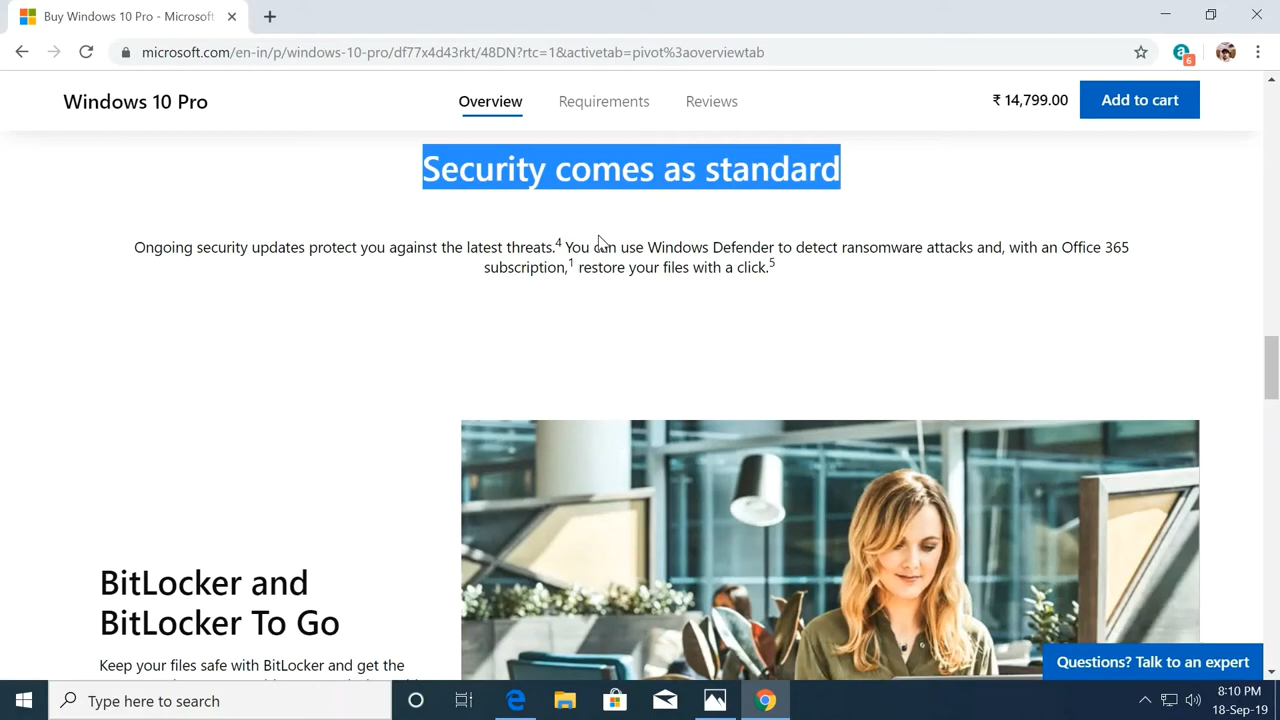 Buy Windows 10 Pro - Microsoft
microsoft.com/en-in/p/windows-10-pro/df77x4d43rkt/48DN?rtc=1&activetab=pivot%3aoverviewtab
6
Windows 10 Pro
Overview
Requirements
Reviews
₹ 14,799.00
Add to cart
Security comes as standard
Ongoing security updates protect you against the latest threats.4 You can use Windows Defender to detect ransomware attacks and, with an Office 365
subscription,1 restore your files with a click.5
BitLocker and
BitLocker To Go
Keep your files safe with BitLocker and get the
Questions? Talk to an expert
Type here to search
8:10 PM
18-Sep-19